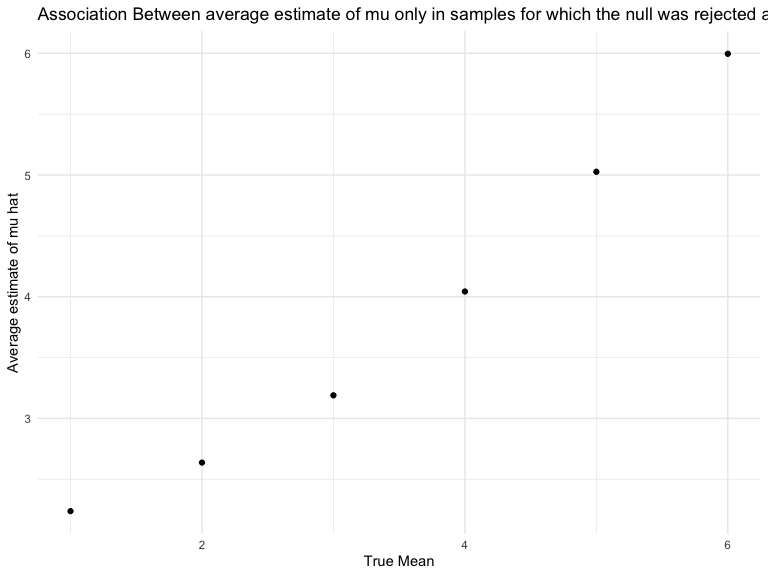 Association Between average estimate of mu only in samples for which the null was rejected
6
5
4
3
Average estimate of mu hat
2
4
6
True Mean